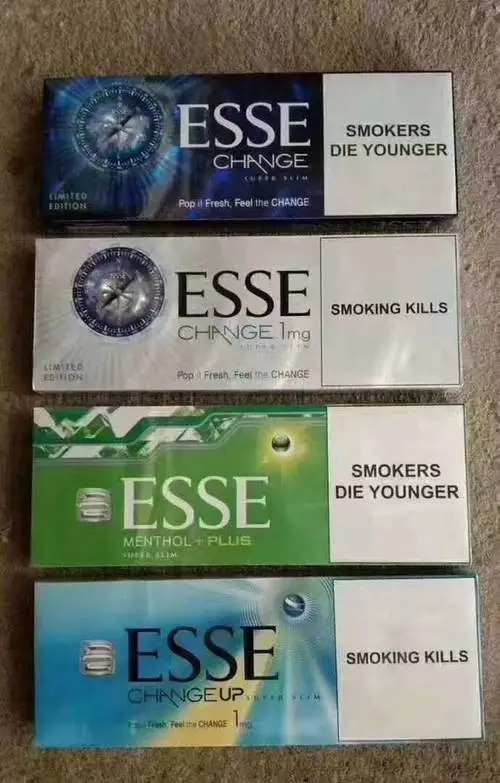 ESSE
CHANGE
SUPER SLIM
LIMITED
EDITION
Pop it Fresh, Feel the CHANGE
SMOKERS
DIE YOUNGER
ESSE
CHANGE 1mg
SUPER SLIM
LIMITED
EDITION
Pop it Fresh, Feel the CHANGE
SMOKING KILLS
ESSE
MENTHOL + PLUS
SUPER SLIM
SMOKERS
DIE YOUNGER
ESSE
CHANGE UP SUPER SLIM
Pop it Fresh, Feel the CHANGE 1mg
SMOKING KILLS